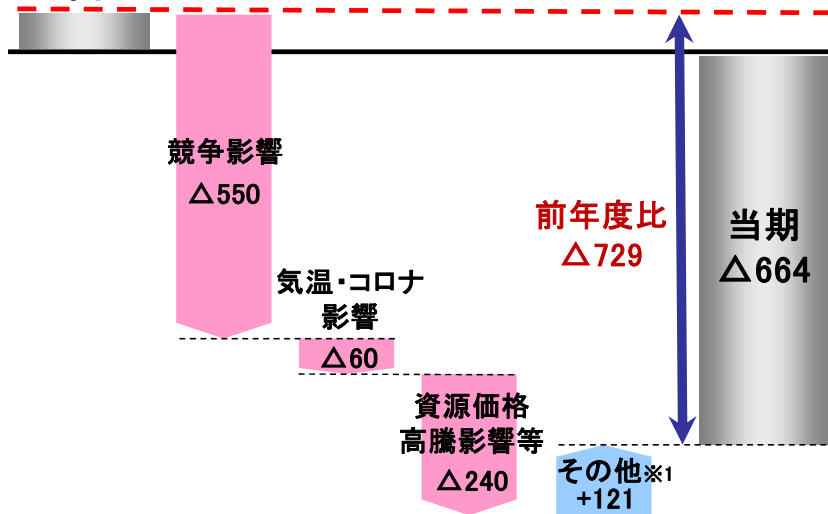 競争影響
△550
気温・コロナ
影響
△60
資源価格
高騰影響等
△240
その他※1
+121
前年度比
△729
当期
△664